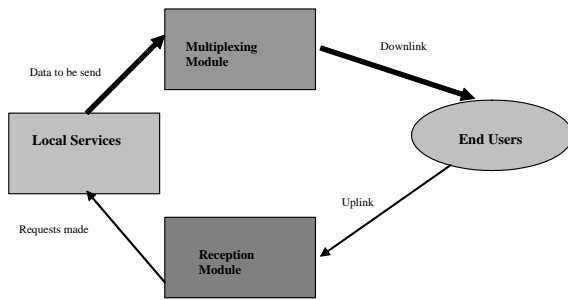 Multiplexing
Module
Downlink
Data to be send
Local Services
End Users
Uplink
Requests made
Reception
Module